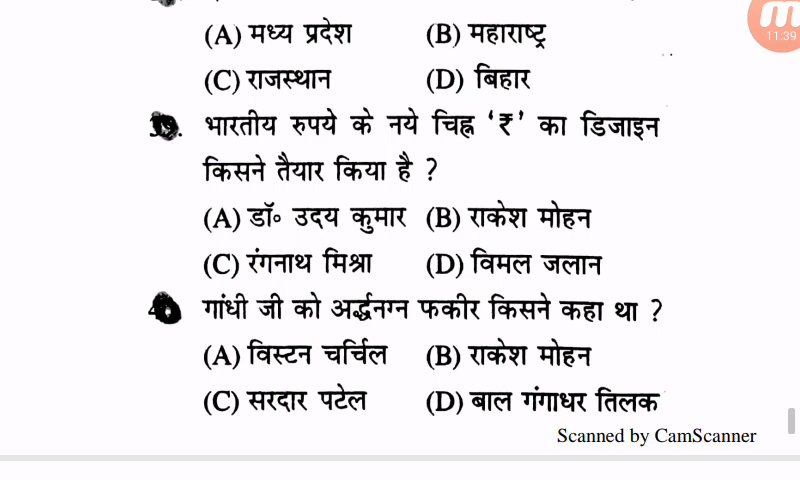 11:39
(A) मध्य प्रदेश (B) महाराष्ट्र
(C) राजस्थान (D) बिहार
भारतीय रुपये के नये चिह्न ‘₹’ का डिजाइन
किसने तैयार किया है ?
(A) डॉ० उदय कुमार (B) राकेश मोहन
(C) रंगनाथ मिश्रा (D) विमल जलान
गांधी जी को अर्द्धनग्न फकीर किसने कहा था ?
(A) विस्टन चर्चिल (B) राकेश मोहन
(C) सरदार पटेल (D) बाल गंगाधर तिलक
Scanned by CamScanner